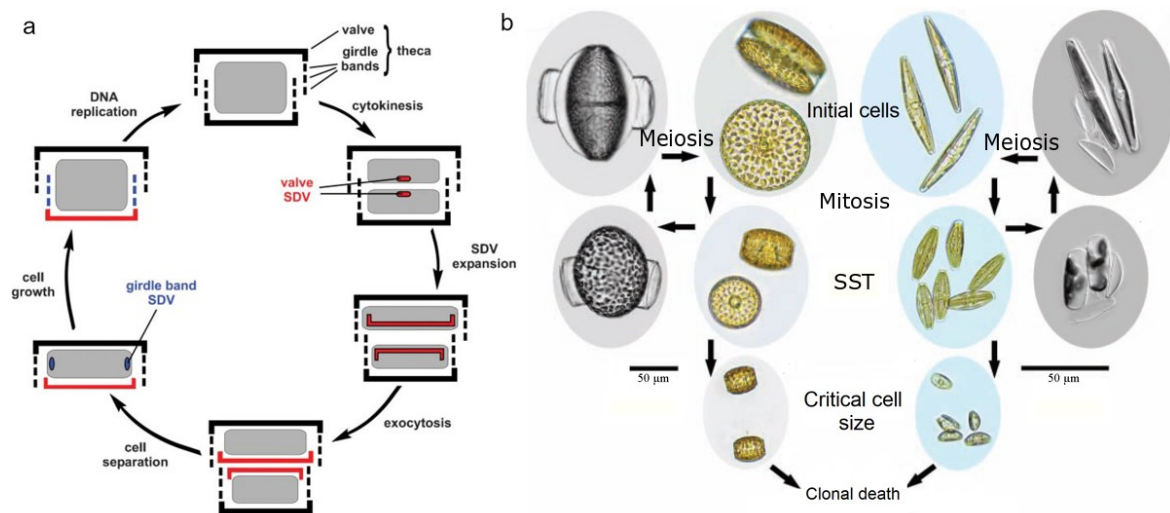 a
valve
girdle
bands
theca
cytokinesis
valve
SDV
SDV
expansion
exocytosis
cell
separation
girdle band
SDV
cell
growth
DNA
replication
b
Initial cells
Meiosis
Meiosis
Mitosis
SST
50 µm
50 µm
Critical cell
size
Clonal death